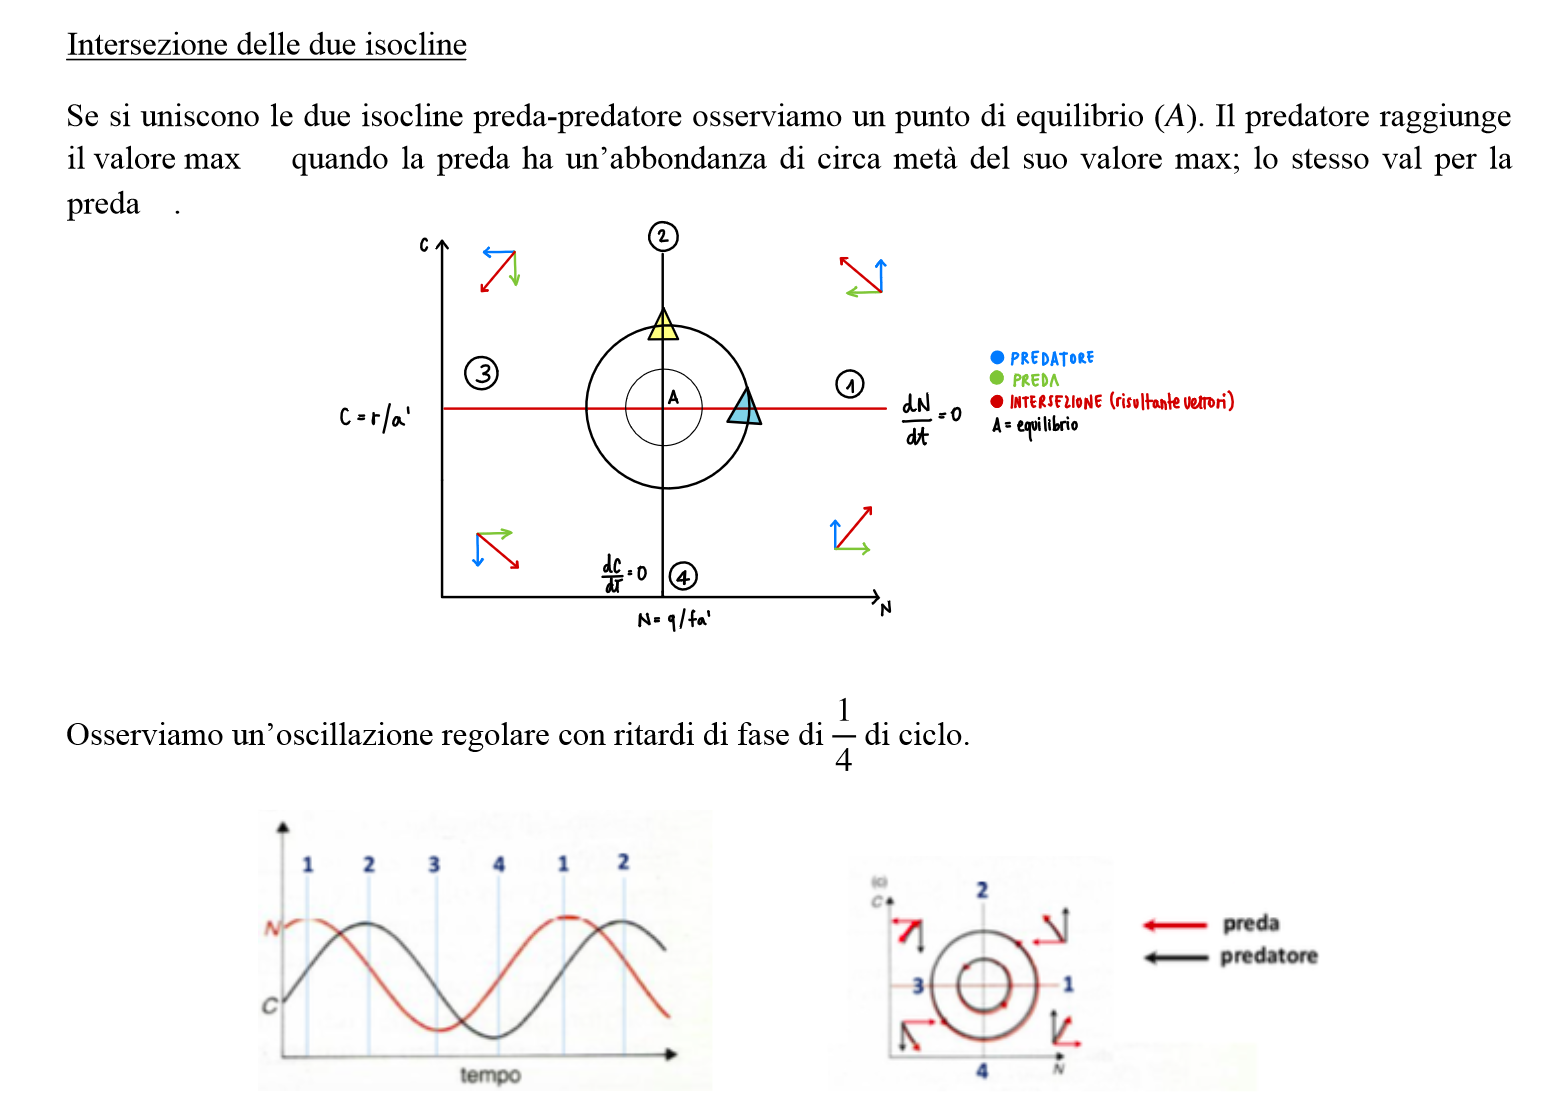 Intersezione delle due isocline
Se si uniscono le due isocline preda-predatore osserviamo un punto di equilibrio (A). Il predatore raggiunge
il valore max quando la preda ha un’abbondanza di circa metà del suo valore max; lo stesso val per la
preda .
C
2
3
1
A
C = r/a'
dN/dt = 0
PREDATORE
PREDA
INTERSEZIONE (risultante vettori)
A = equilibrio
dC/dT = 0
4
N
N = q/fa'
Osserviamo un’oscillazione regolare con ritardi di fase di 1/4 di ciclo.
1 2 3 4 1 2
N
C
tempo
(c)
C
2
3
1
4
N
preda
predatore